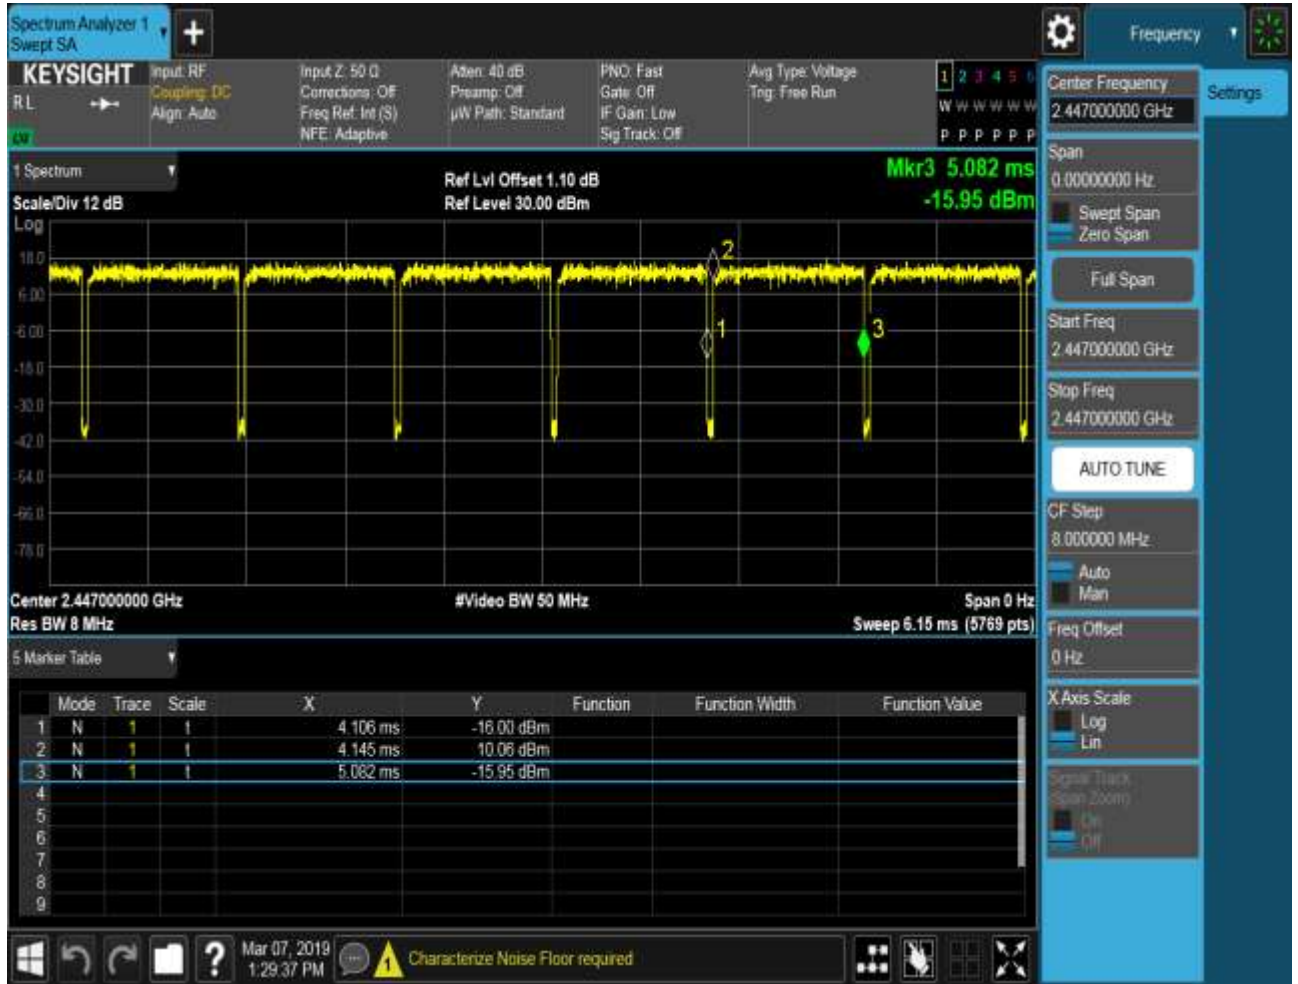 Spectrum Analyzer 1
Swept SA
+
Frequency
KEYSIGHT
R L
Input: RF
Coupling: DC
Align: Auto
Input Z: 50 Ω
Corrections: Off
Freq Ref: Int (S)
NFE: Adaptive
Atten: 40 dB
Preamp: Off
µW Path: Standard
PNO: Fast
Gate: Off
IF Gain: Low
Sig Track: Off
Avg Type: Voltage
Trig: Free Run
1 2 3 4 5 6
W W W W W W
P P P P P P
1 Spectrum
Scale/Div 12 dB
Ref Lvl Offset 1.10 dB
Ref Level 30.00 dBm
Mkr3 5.082 ms
-15.95 dBm
Log
18.0
6.00
-6.00
-18.0
-30.0
-42.0
-54.0
-66.0
-78.0
2
1
3
Center 2.447000000 GHz
Res BW 8 MHz
#Video BW 50 MHz
Span 0 Hz
Sweep 6.15 ms (5769 pts)
5 Marker Table
Mode Trace Scale X Y Function Function Width Function Value
1 N 1 t 4.106 ms -16.00 dBm
2 N 1 t 4.145 ms 10.06 dBm
3 N 1 t 5.082 ms -15.95 dBm
4
5
6
7
8
9
Center Frequency
2.447000000 GHz
Settings
Span
0.00000000 Hz
Swept Span
Zero Span
Full Span
Start Freq
2.447000000 GHz
Stop Freq
2.447000000 GHz
AUTO TUNE
CF Step
8.000000 MHz
Auto
Man
Freq Offset
0 Hz
X Axis Scale
Log
Lin
Signal Track
(Span Zoom)
On
Off
?
Mar 07, 2019
1:29:37 PM
1
Characterize Noise Floor required